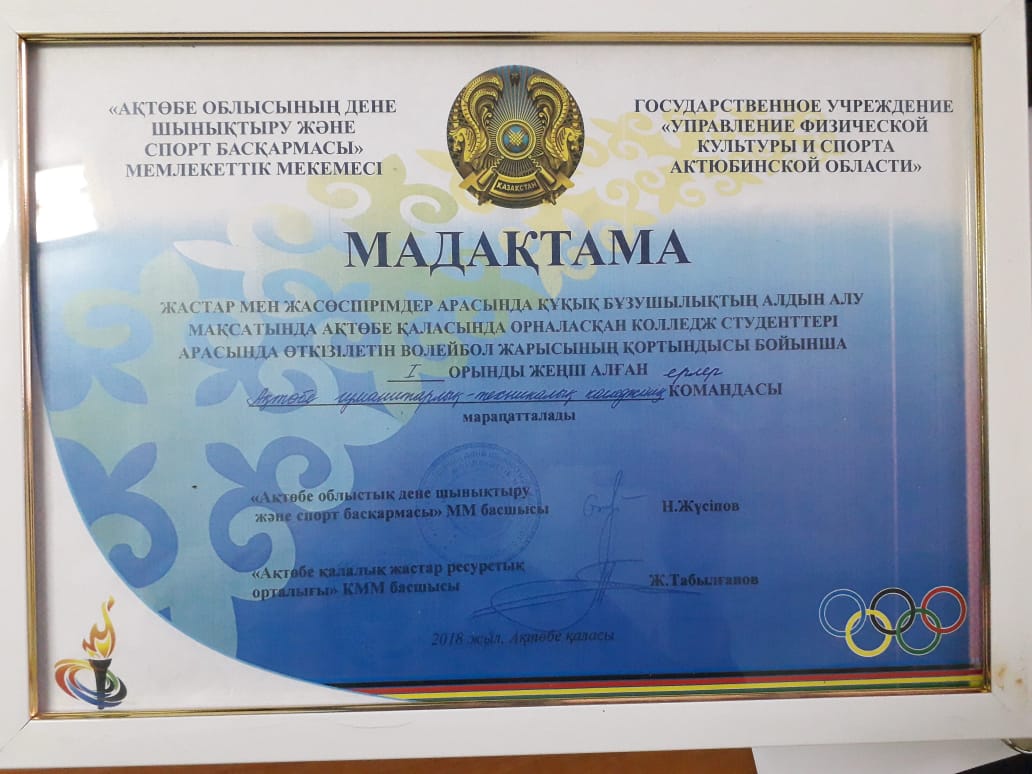 «АҚТӨБЕ ОБЛЫСЫНЫҢ ДЕНЕ
ШЫНЫҚТЫРУ ЖӘНЕ
СПОРТ БАСҚАРМАСЫ»
МЕМЛЕКЕТТІК МЕКЕМЕСІ
ҚАЗАҚСТАН
ГОСУДАРСТВЕННОЕ УЧРЕЖДЕНИЕ
«УПРАВЛЕНИЕ ФИЗИЧЕСКОЙ
КУЛЬТУРЫ И СПОРТА
АКТЮБИНСКОЙ ОБЛАСТИ»
МАДАҚТАМА
ЖАСТАР МЕН ЖАСӨСПІРІМДЕР АРАСЫНДА ҚҰҚЫҚ БҰЗУШЫЛЫҚТЫҢ АЛДЫН АЛУ
МАҚСАТЫНДА АҚТӨБЕ ҚАЛАСЫНДА ОРНАЛАСҚАН КОЛЛЕДЖ СТУДЕНТТЕРІ
АРАСЫНДА ӨТКІЗІЛЕТІН ВОЛЕЙБОЛ ЖАРЫСЫНЫҢ ҚОРТЫНДЫСЫ БОЙЫНША
I ОРЫНДЫ ЖЕҢІП АЛҒАН ерлер
Ақтөбе гуманитарлық-техникалық колледжінің КОМАНДАСЫ
марапатталады
«Ақтөбе облыстық дене шынықтыру
және спорт басқармасы» ММ басшысы Н.Жүсіпов
«Ақтөбе қалалық жастар ресурстық
орталығы» КММ басшысы Ж.Табылғанов
2018 жыл, Ақтөбе қаласы